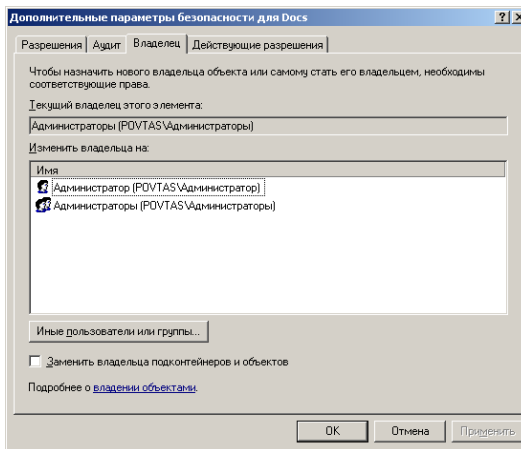 Дополнительные параметры безопасности для Docs
Разрешения Аудит Владелец Действующие разрешения
Чтобы назначить нового владельца объекта или самому стать его владельцем, необходимы
соответствующие права.
Текущий владелец этого элемента:
Администраторы (POVTAS\Администраторы)
Изменить владельца на:
Имя
Администратор (POVTAS\Администратор)
Администраторы (POVTAS\Администраторы)
Иные пользователи или группы...
Заменить владельца подконтейнеров и объектов
Подробнее о владении объектами.
OK Отмена Применить